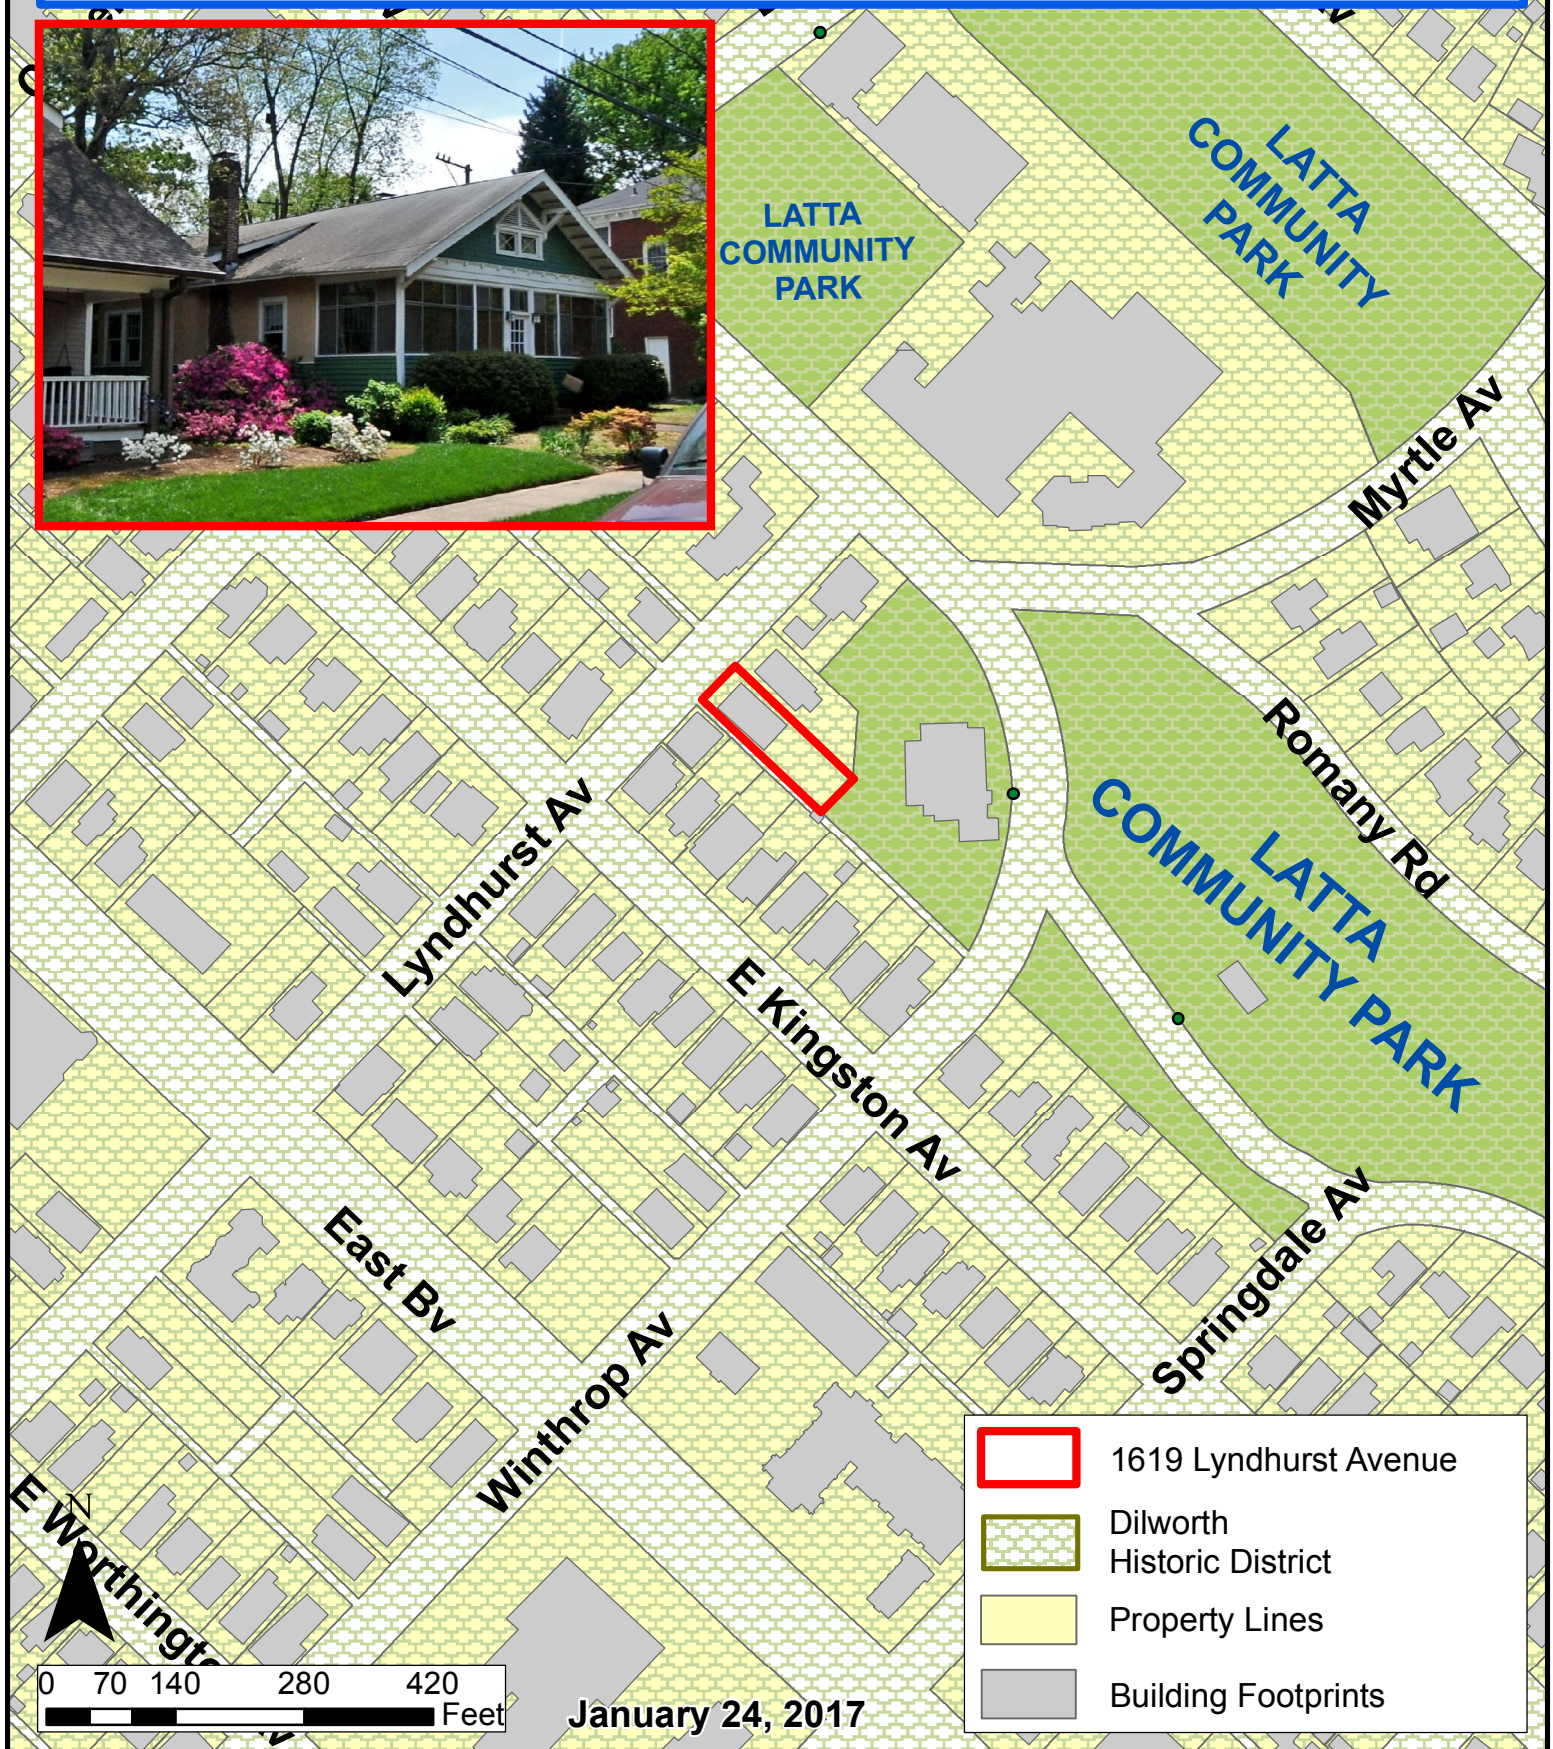 LATTA
COMMUNITY
PARK
LATTA
COMMUNITY
PARK
Myrtle Av
Romany Rd
LATTA
COMMUNITY PARK
Lyndhurst Av
E Kingston Av
East Bv
Winthrop Av
Springdale Av
E Worthingto
N
0 70 140 280 420
Feet
January 24, 2017
1619 Lyndhurst Avenue
Dilworth
Historic District
Property Lines
Building Footprints